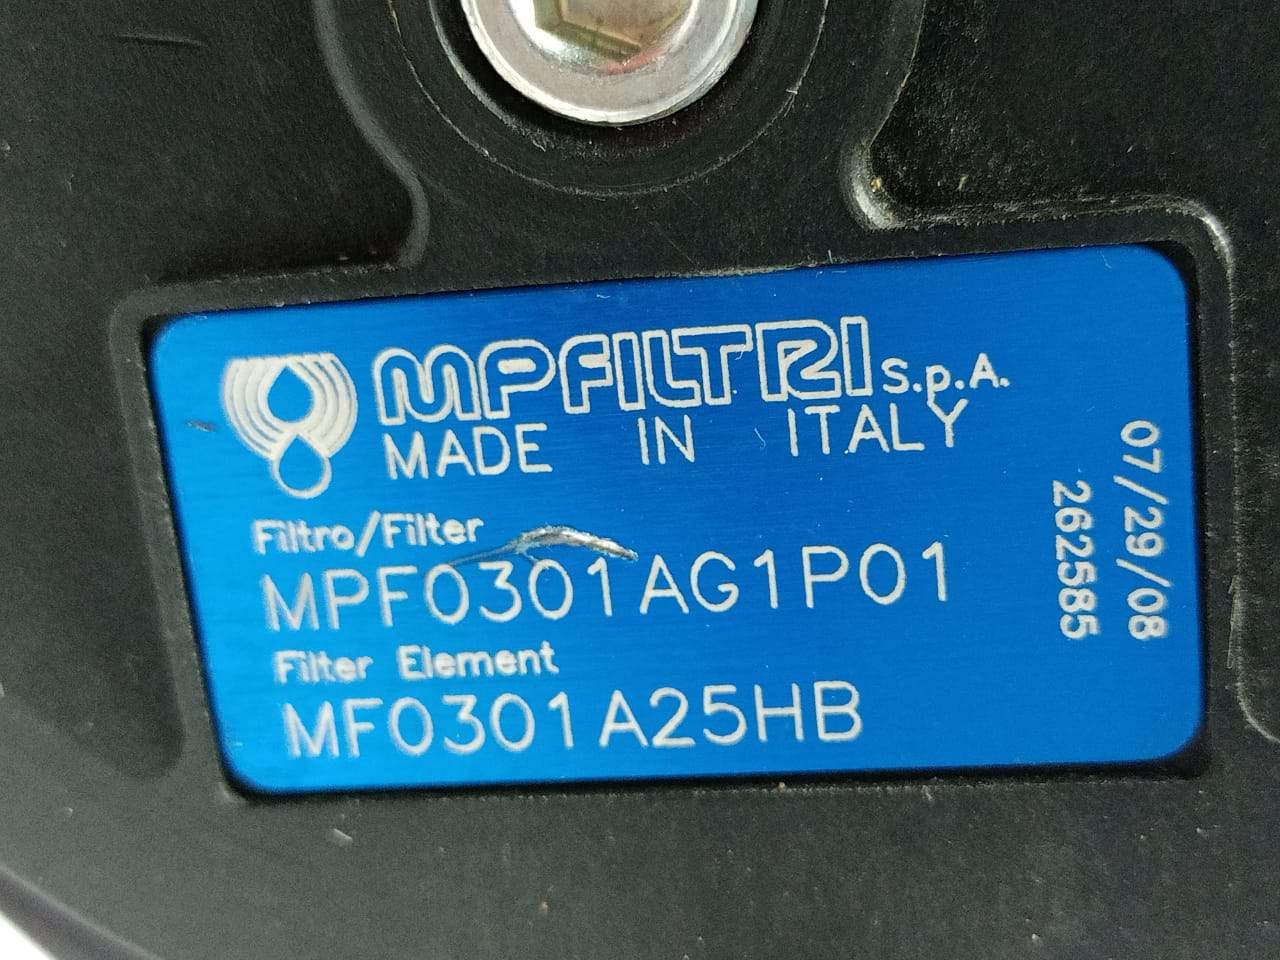 MPFILTRI S.p.A.
MADE IN ITALY
Filtro/Filter
MPF0301AG1P01
Filter Element
MF0301A25HB
07/29/08
262585